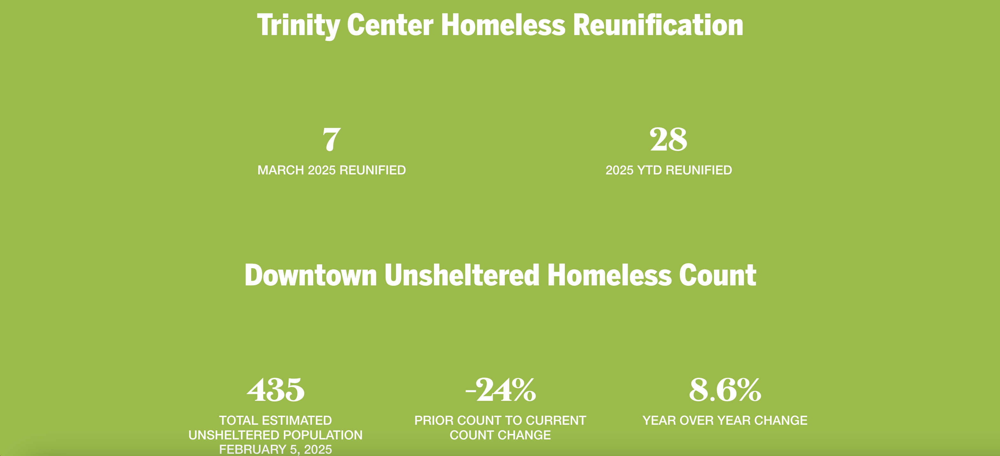 Trinity Center Homeless Reunification
7
MARCH 2025 REUNIFIED
28
2025 YTD REUNIFIED
Downtown Unsheltered Homeless Count
435
TOTAL ESTIMATED
UNSHELTERED POPULATION
FEBRUARY 5, 2025
-24%
PRIOR COUNT TO CURRENT
COUNT CHANGE
8.6%
YEAR OVER YEAR CHANGE